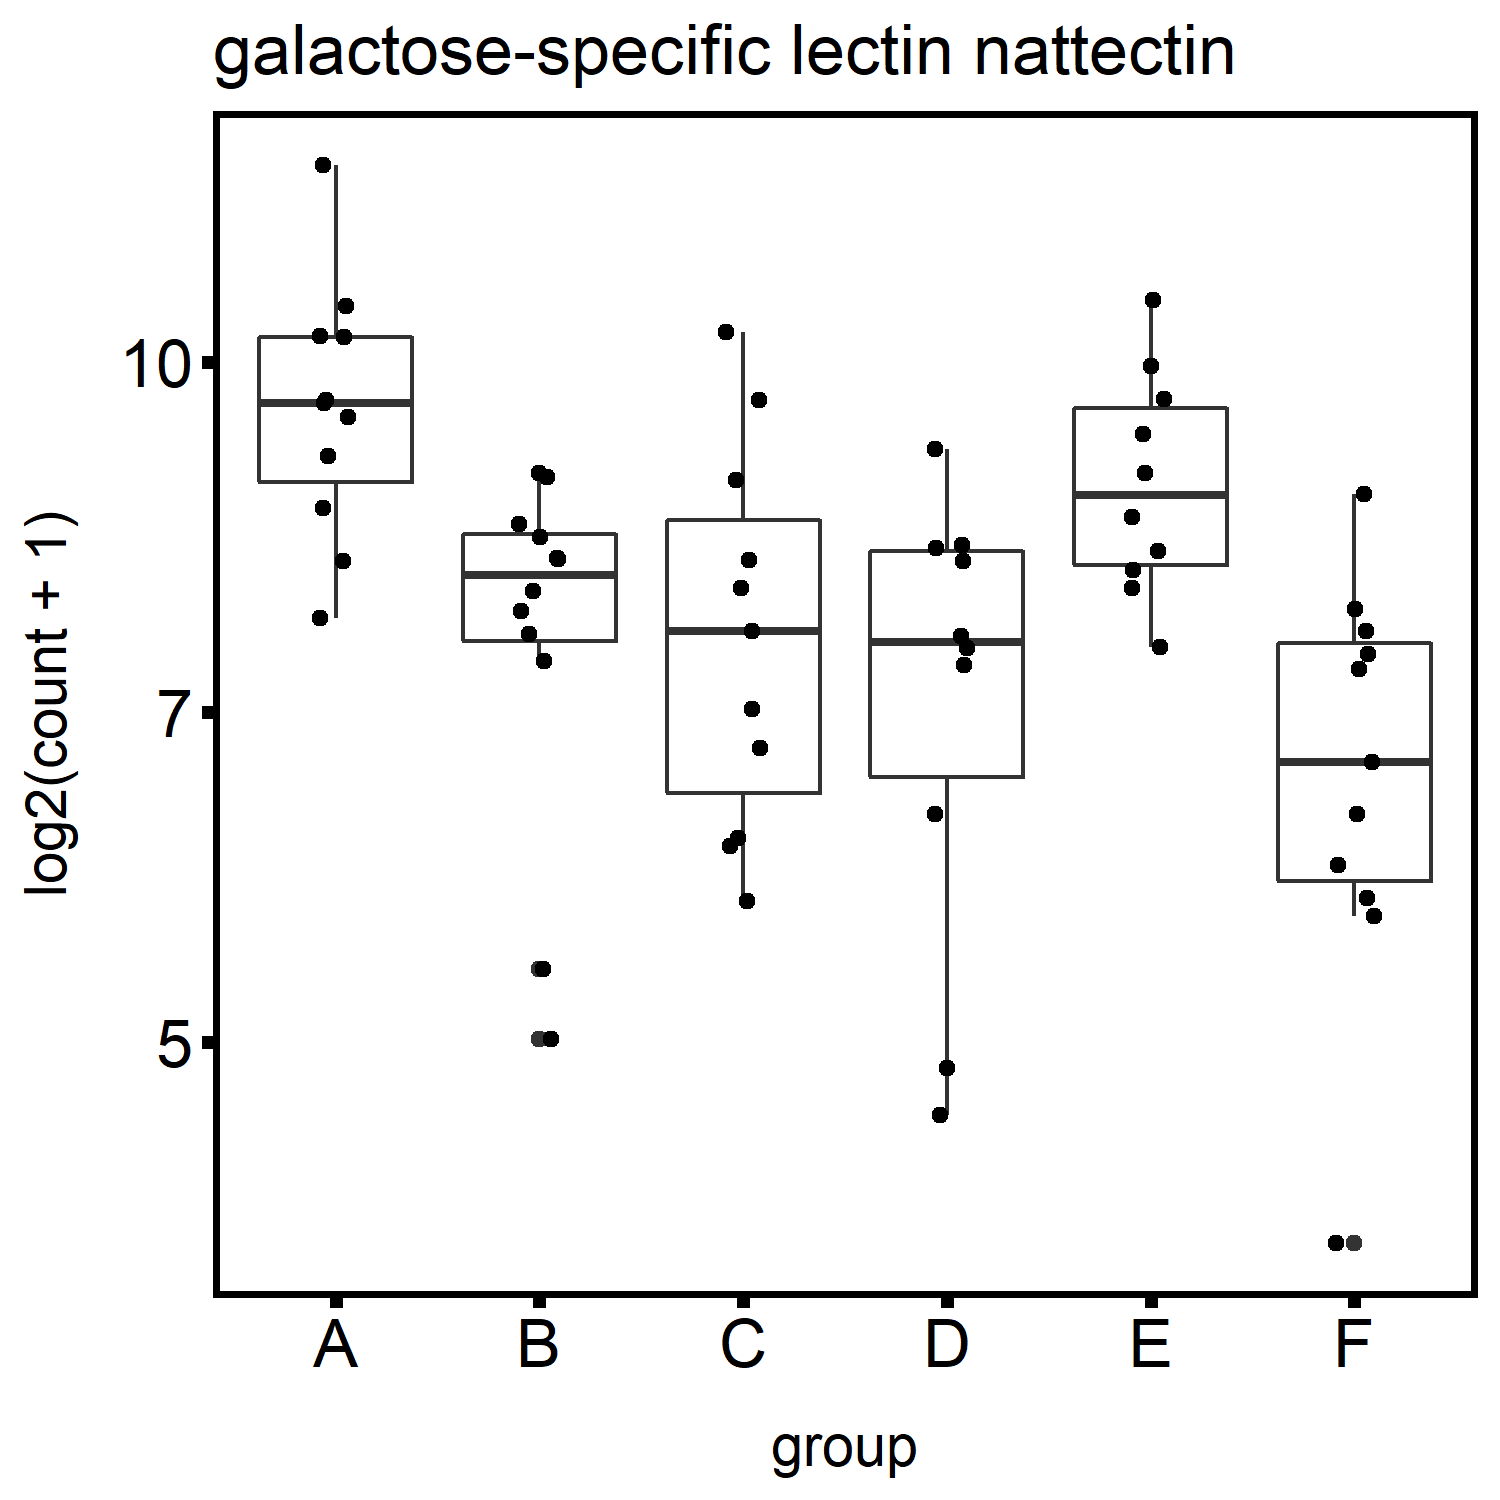 galactose-specific lectin nattectin
log2(count + 1)
10
7
5
A B C D E F
group